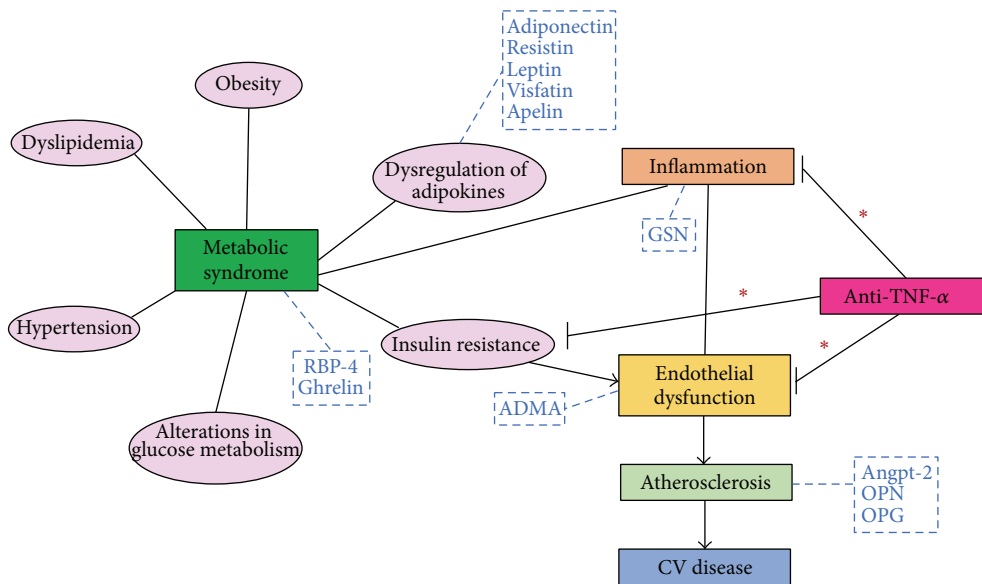 Adiponectin
Resistin
Leptin
Visfatin
Apelin
Obesity
Dyslipidemia
Dysregulation of
adipokines
Inflammation
GSN
*
Metabolic
syndrome
Anti-TNF-α
*
Hypertension
Insulin resistance
*
RBP-4
Ghrelin
Endothelial
dysfunction
ADMA
Alterations in
glucose metabolism
Atherosclerosis
Angpt-2
OPN
OPG
CV disease